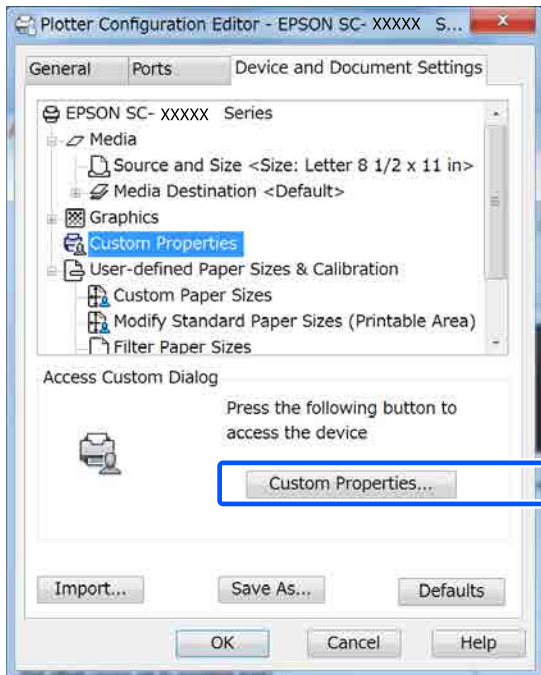 Plotter Configuration Editor - EPSON SC- XXXXX S...
General Ports Device and Document Settings
EPSON SC- XXXXX Series
Media
Source and Size <Size: Letter 8 1/2 x 11 in>
Media Destination <Default>
Graphics
Custom Properties
User-defined Paper Sizes & Calibration
Custom Paper Sizes
Modify Standard Paper Sizes (Printable Area)
Filter Paper Sizes
Access Custom Dialog
Press the following button to
access the device
Custom Properties...
Import... Save As... Defaults
OK Cancel Help